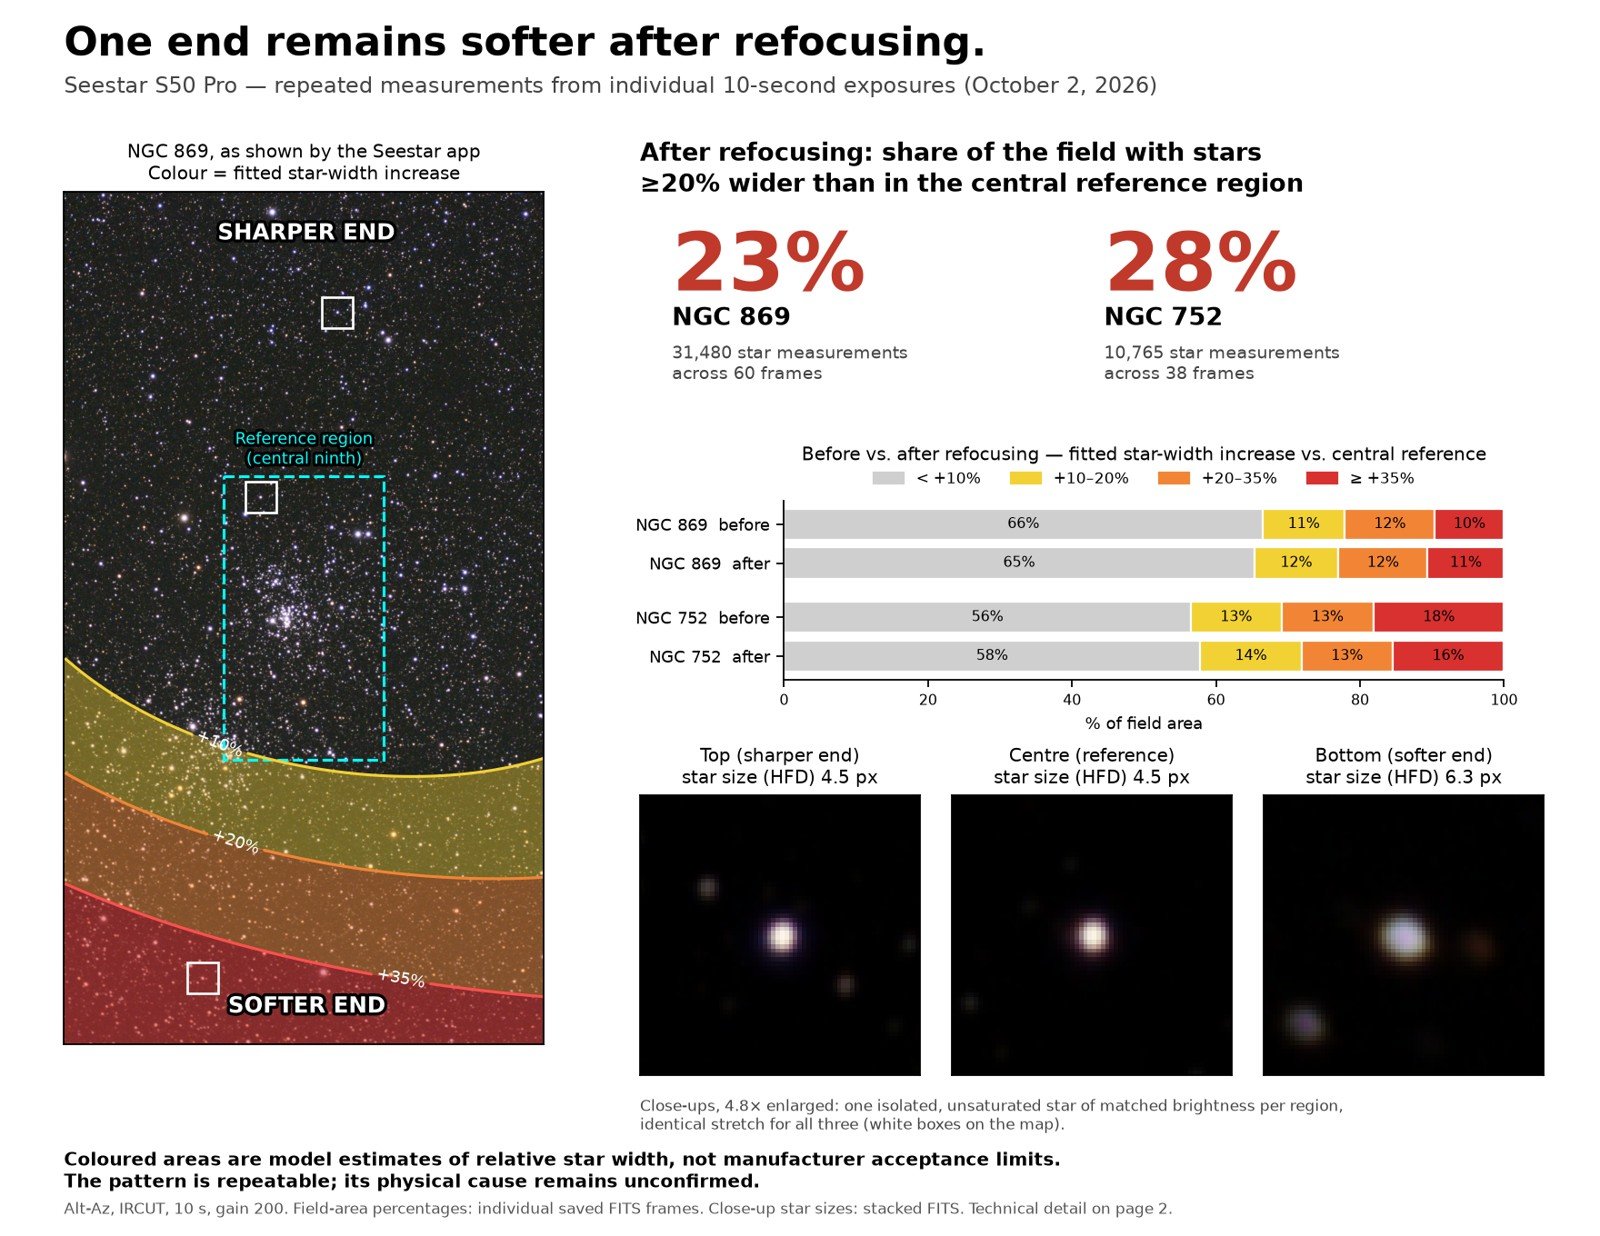 One end remains softer after refocusing.
Seestar S50 Pro — repeated measurements from individual 10-second exposures (October 2, 2026)
NGC 869, as shown by the Seestar app
Colour = fitted star-width increase
SHARPER END
Reference region
(central ninth)
+10%
+20%
+35%
SOFTER END
After refocusing: share of the field with stars
≥20% wider than in the central reference region
23%
NGC 869
31,480 star measurements
across 60 frames
28%
NGC 752
10,765 star measurements
across 38 frames
Before vs. after refocusing — fitted star-width increase vs. central reference
< +10% +10–20% +20–35% ≥ +35%
NGC 869 before 66% 11% 12% 10%
NGC 869 after 65% 12% 12% 11%
NGC 752 before 56% 13% 13% 18%
NGC 752 after 58% 14% 13% 16%
0 20 40 60 80 100
% of field area
Top (sharper end)
star size (HFD) 4.5 px
Centre (reference)
star size (HFD) 4.5 px
Bottom (softer end)
star size (HFD) 6.3 px
Close-ups, 4.8× enlarged: one isolated, unsaturated star of matched brightness per region,
identical stretch for all three (white boxes on the map).
Coloured areas are model estimates of relative star width, not manufacturer acceptance limits.
The pattern is repeatable; its physical cause remains unconfirmed.
Alt-Az, IRCUT, 10 s, gain 200. Field-area percentages: individual saved FITS frames. Close-up star sizes: stacked FITS. Technical detail on page 2.